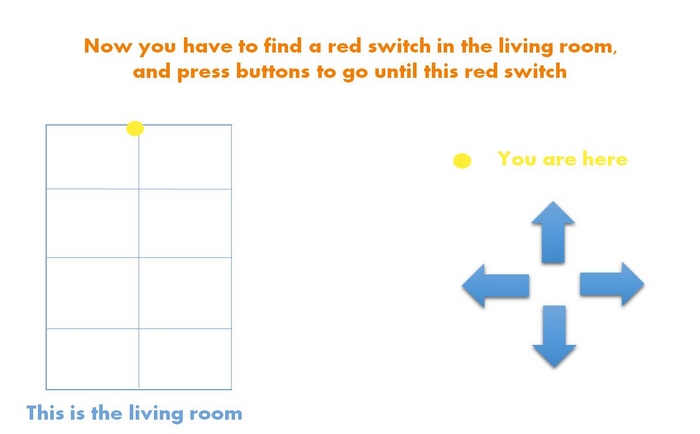 Now you have to find a red switch in the living room,
and press buttons to go until this red switch
You are here
This is the living room